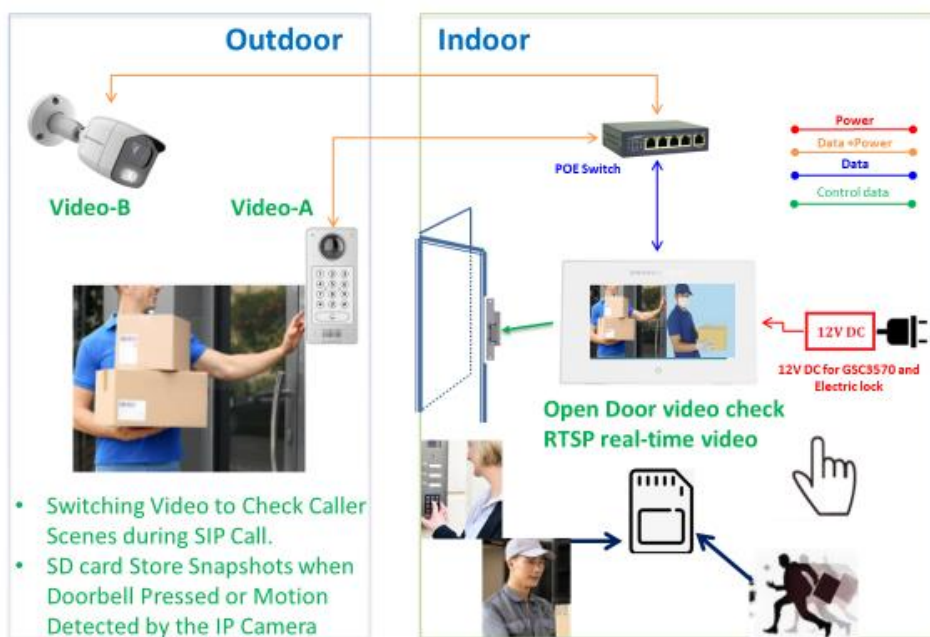 Outdoor
Indoor
Power
Data +Power
Data
Control data
POE Switch
Video-B
Video-A
12V DC
12V DC for GSC3570 and
Electric lock
Open Door video check
RTSP real-time video
• Switching Video to Check Caller
Scenes during SIP Call.
• SD card Store Snapshots when
Doorbell Pressed or Motion
Detected by the IP Camera